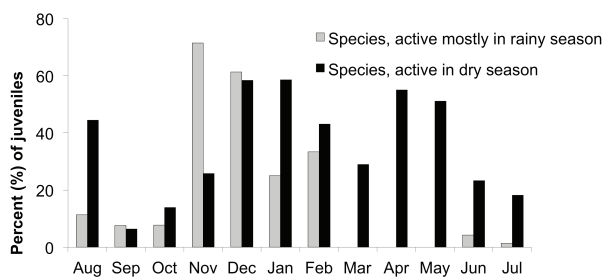 80
Species, active mostly in rainy season
Species, active in dry season
60
40
20
0
Percent (%) of juveniles
Aug Sep Oct Nov Dec Jan Feb Mar Apr May Jun Jul